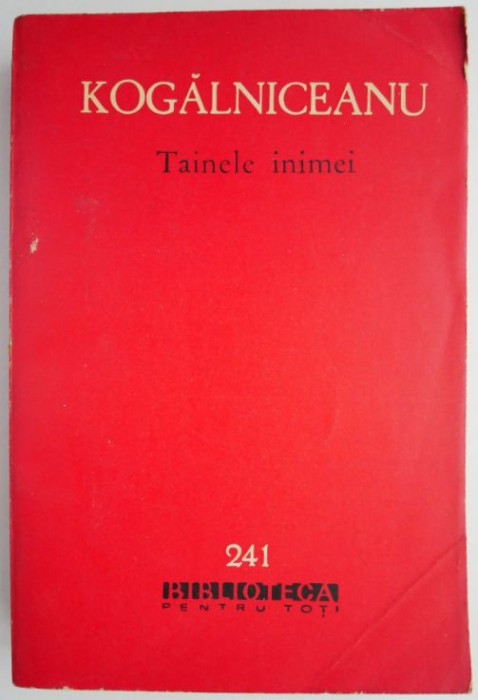 KOGĂLNICEANU
Tainele inimei
241
BIBLIOTECA
PENTRU TOȚI